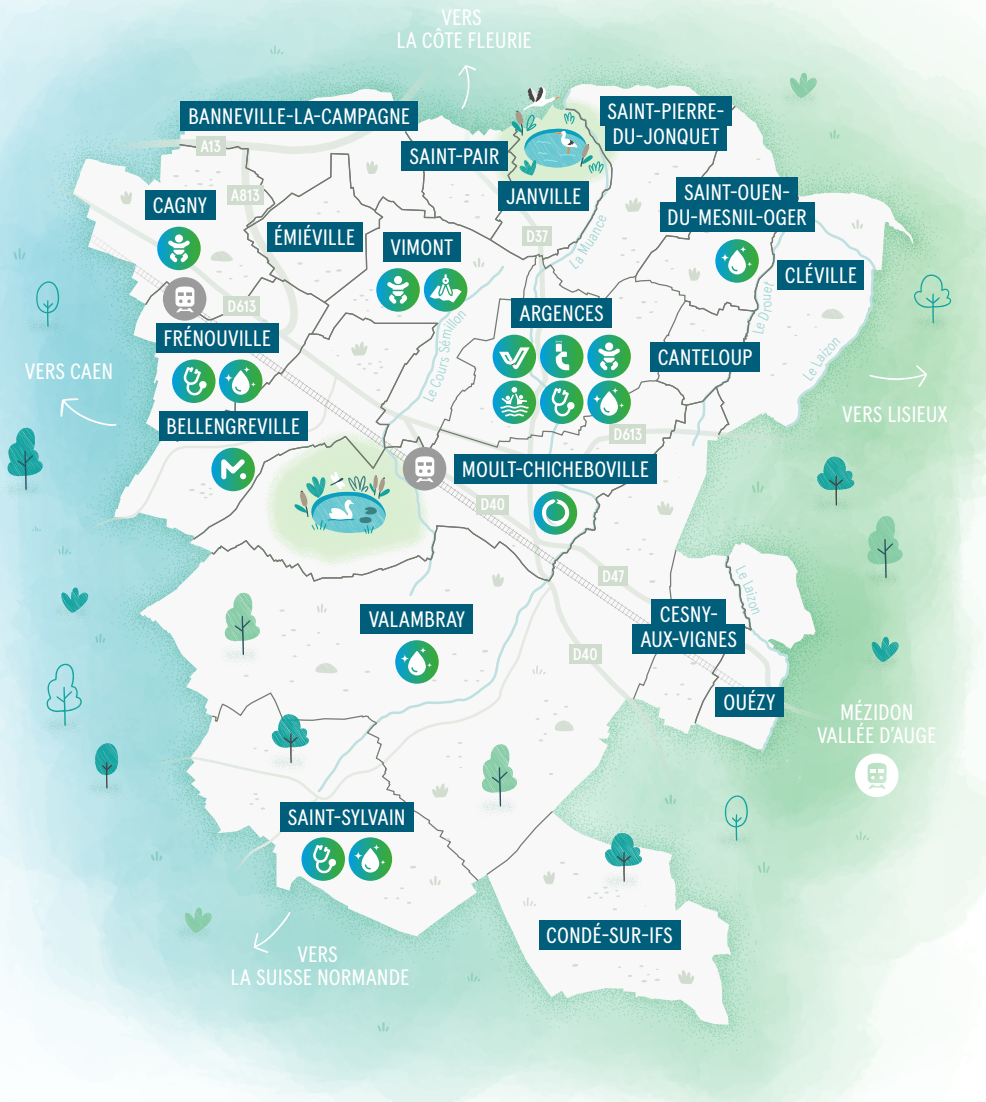 VERS
LA CÔTE FLEURIE
BANNEVILLE-LA-CAMPAGNE
SAINT-PIERRE-
DU-JONQUET
A13
SAINT-PAIR
A813
JANVILLE
SAINT-OUEN-
DU-MESNIL-OGER
CAGNY
ÉMIÉVILLE
VIMONT
D37
La Muance
CLÉVILLE
D613
ARGENCES
Le Drouet
FRÉNOUVILLE
Le Cours Sémillon
CANTELOUP
Le Laizon
VERS CAEN
VERS LISIEUX
BELLENGREVILLE
D613
MOULT-CHICHEBOVILLE
D40
D47
Le Laizon
VALAMBRAY
CESNY-
AUX-VIGNES
D40
OUÉZY
MÉZIDON
VALLÉE D'AUGE
SAINT-SYLVAIN
CONDÉ-SUR-IFS
VERS
LA SUISSE NORMANDE